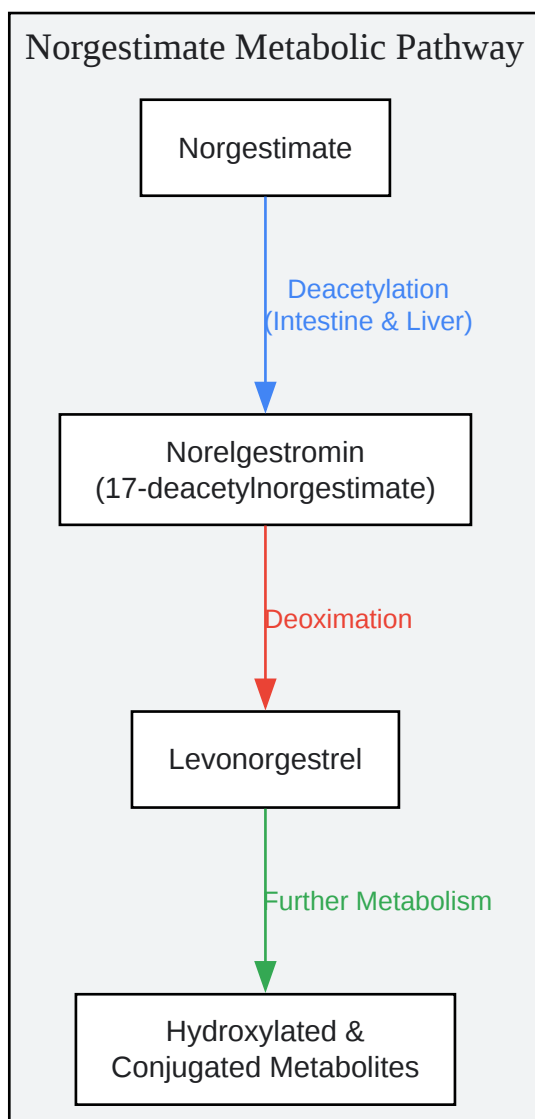 Norgestimate Metabolic Pathway
Norgestimate
Deacetylation
(Intestine & Liver)
Norelgestromin
(17-deacetylnorgestimate)
Deoximation
Levonorgestrel
Further Metabolism
Hydroxylated &
Conjugated Metabolites